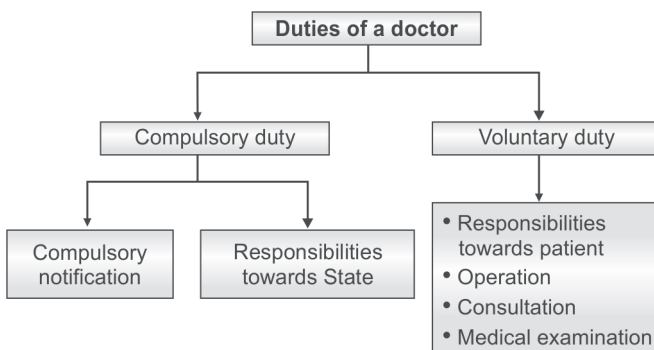 Duties of a doctor
Compulsory duty
Voluntary duty
Compulsory
notification
Responsibilities
towards State
• Responsibilities
towards patient
• Operation
• Consultation
• Medical examination